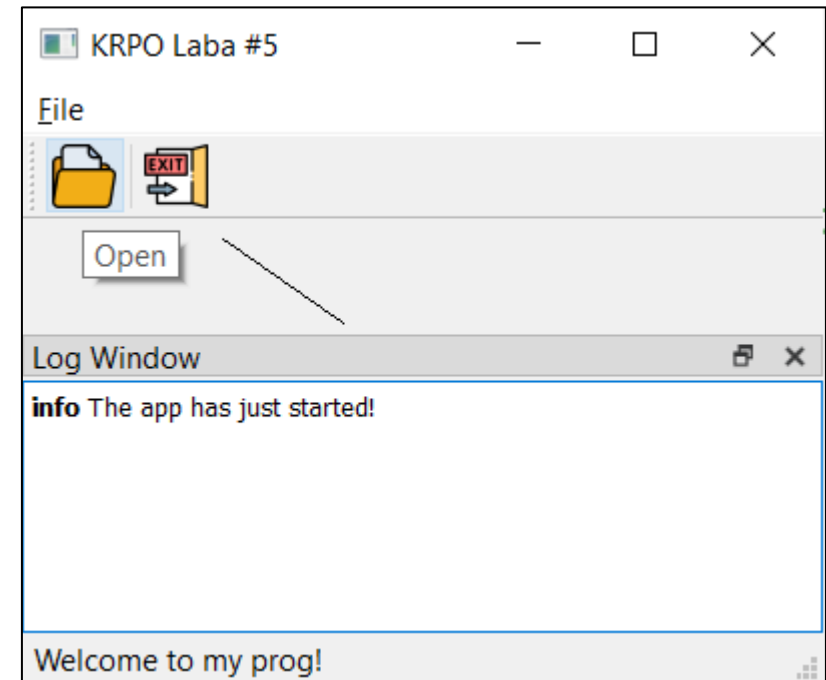 KRPO Laba #5
File
EXIT
Open
Log Window
info The app has just started!
Welcome to my prog!